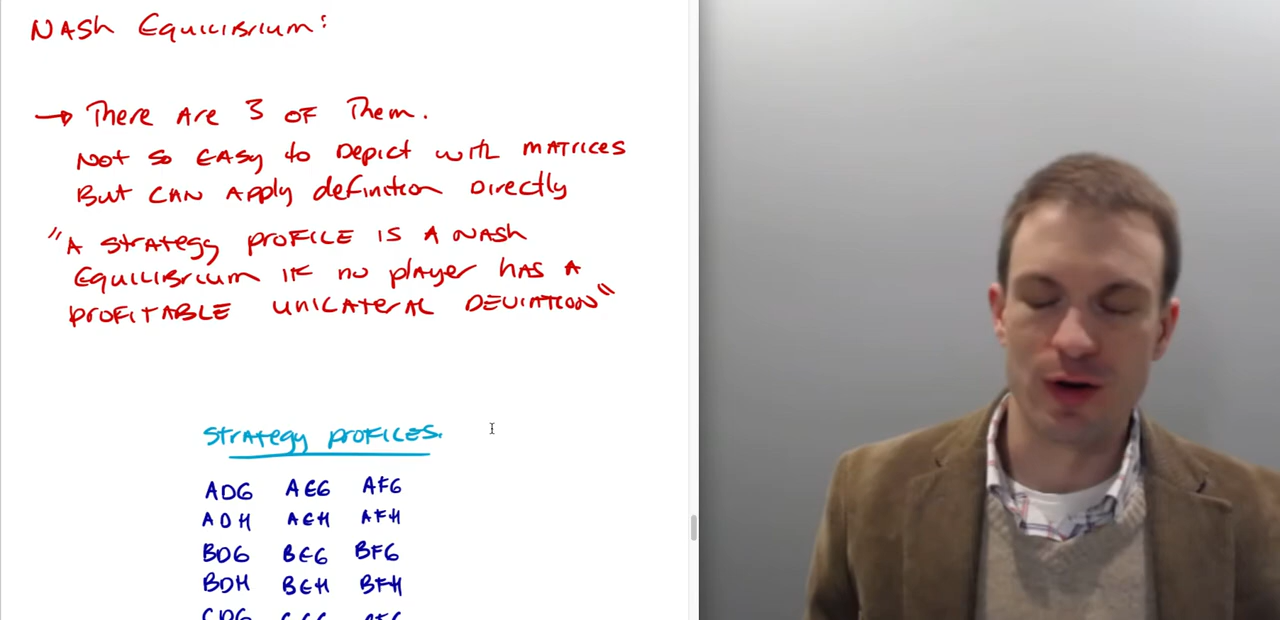 NASH EQUILIBRIUM:
→ THERE ARE 3 OF THEM.
NOT SO EASY to DEPICT WITH MATRICES
BUT CAN APPLY definition DIRECTLY
"A STRATEGY PROFILE IS A NASH
EQUILIBRIUM IF no player HAS A
PROFITABLE UNILATERAL DEVIATION"
STRATEGY PROFILES.
ADG AEG AFG
ADH AEH AFH
BDG BEG BFG
BDH BEH BFH